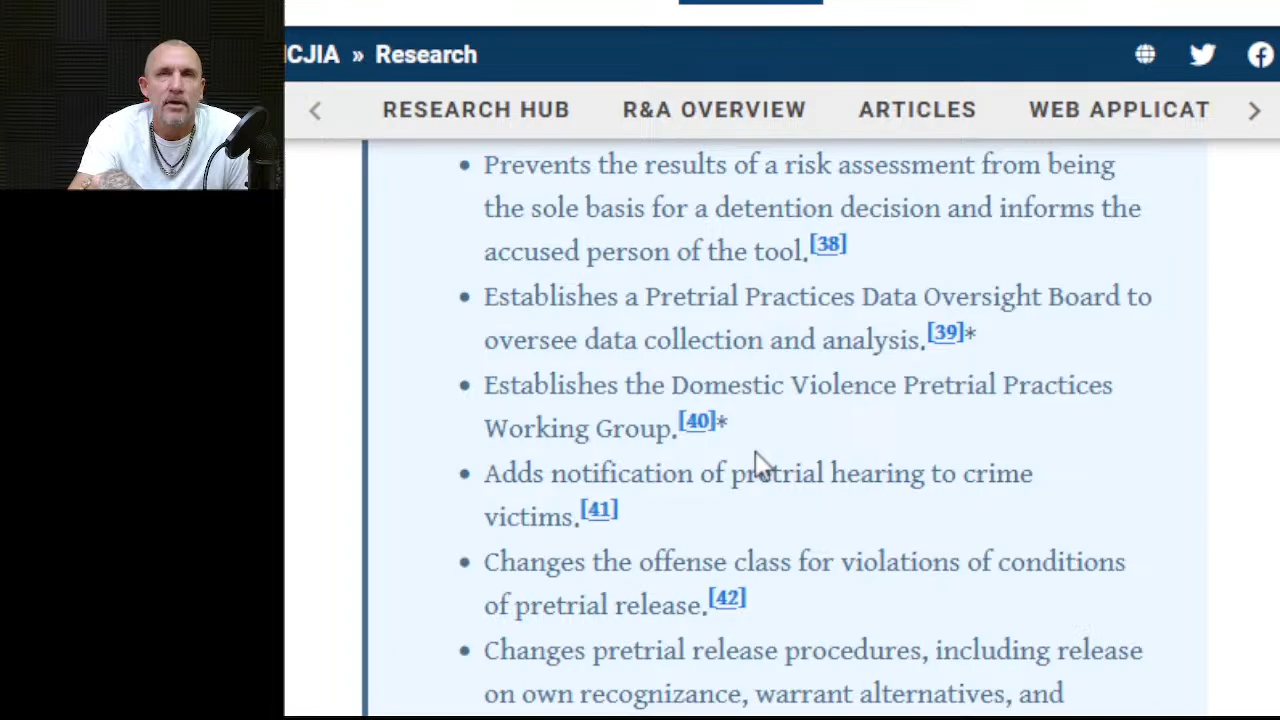 CJIA » Research
RESEARCH HUB R&A OVERVIEW ARTICLES WEB APPLICAT
• Prevents the results of a risk assessment from being
the sole basis for a detention decision and informs the
accused person of the tool.[38]
• Establishes a Pretrial Practices Data Oversight Board to
oversee data collection and analysis.[39]*
• Establishes the Domestic Violence Pretrial Practices
Working Group.[40]*
• Adds notification of pretrial hearing to crime
victims.[41]
• Changes the offense class for violations of conditions
of pretrial release.[42]
• Changes pretrial release procedures, including release
on own recognizance, warrant alternatives, and